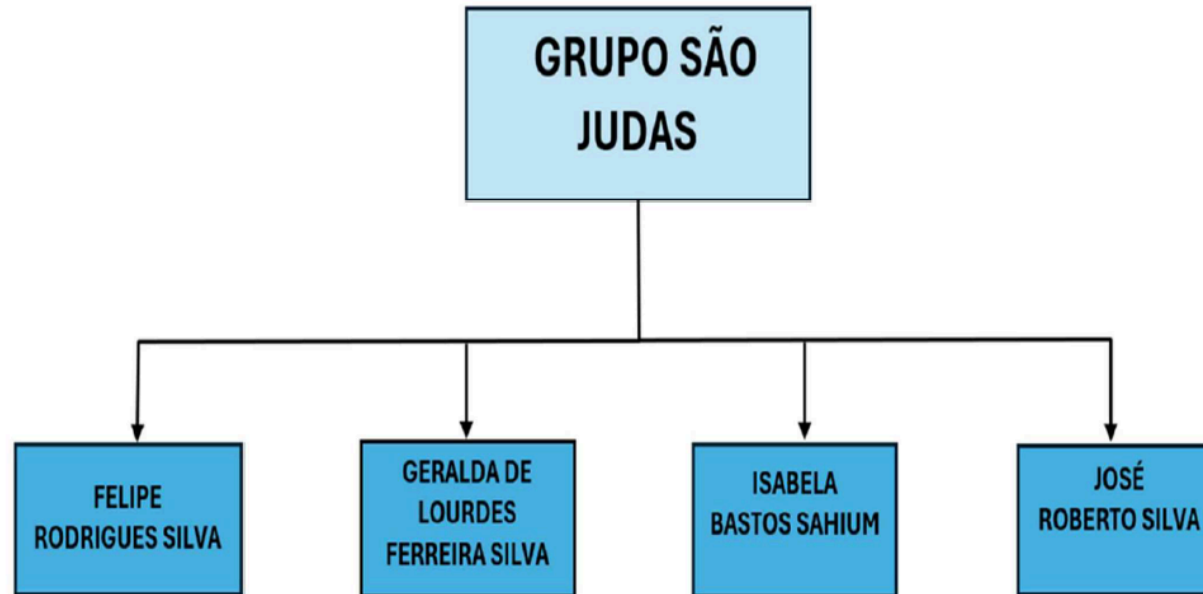 GRUPO SÃO
JUDAS
FELIPE
RODRIGUES SILVA
GERALDA DE
LOURDES
FERREIRA SILVA
ISABELA
BASTOS SAHIUM
JOSÉ
ROBERTO SILVA